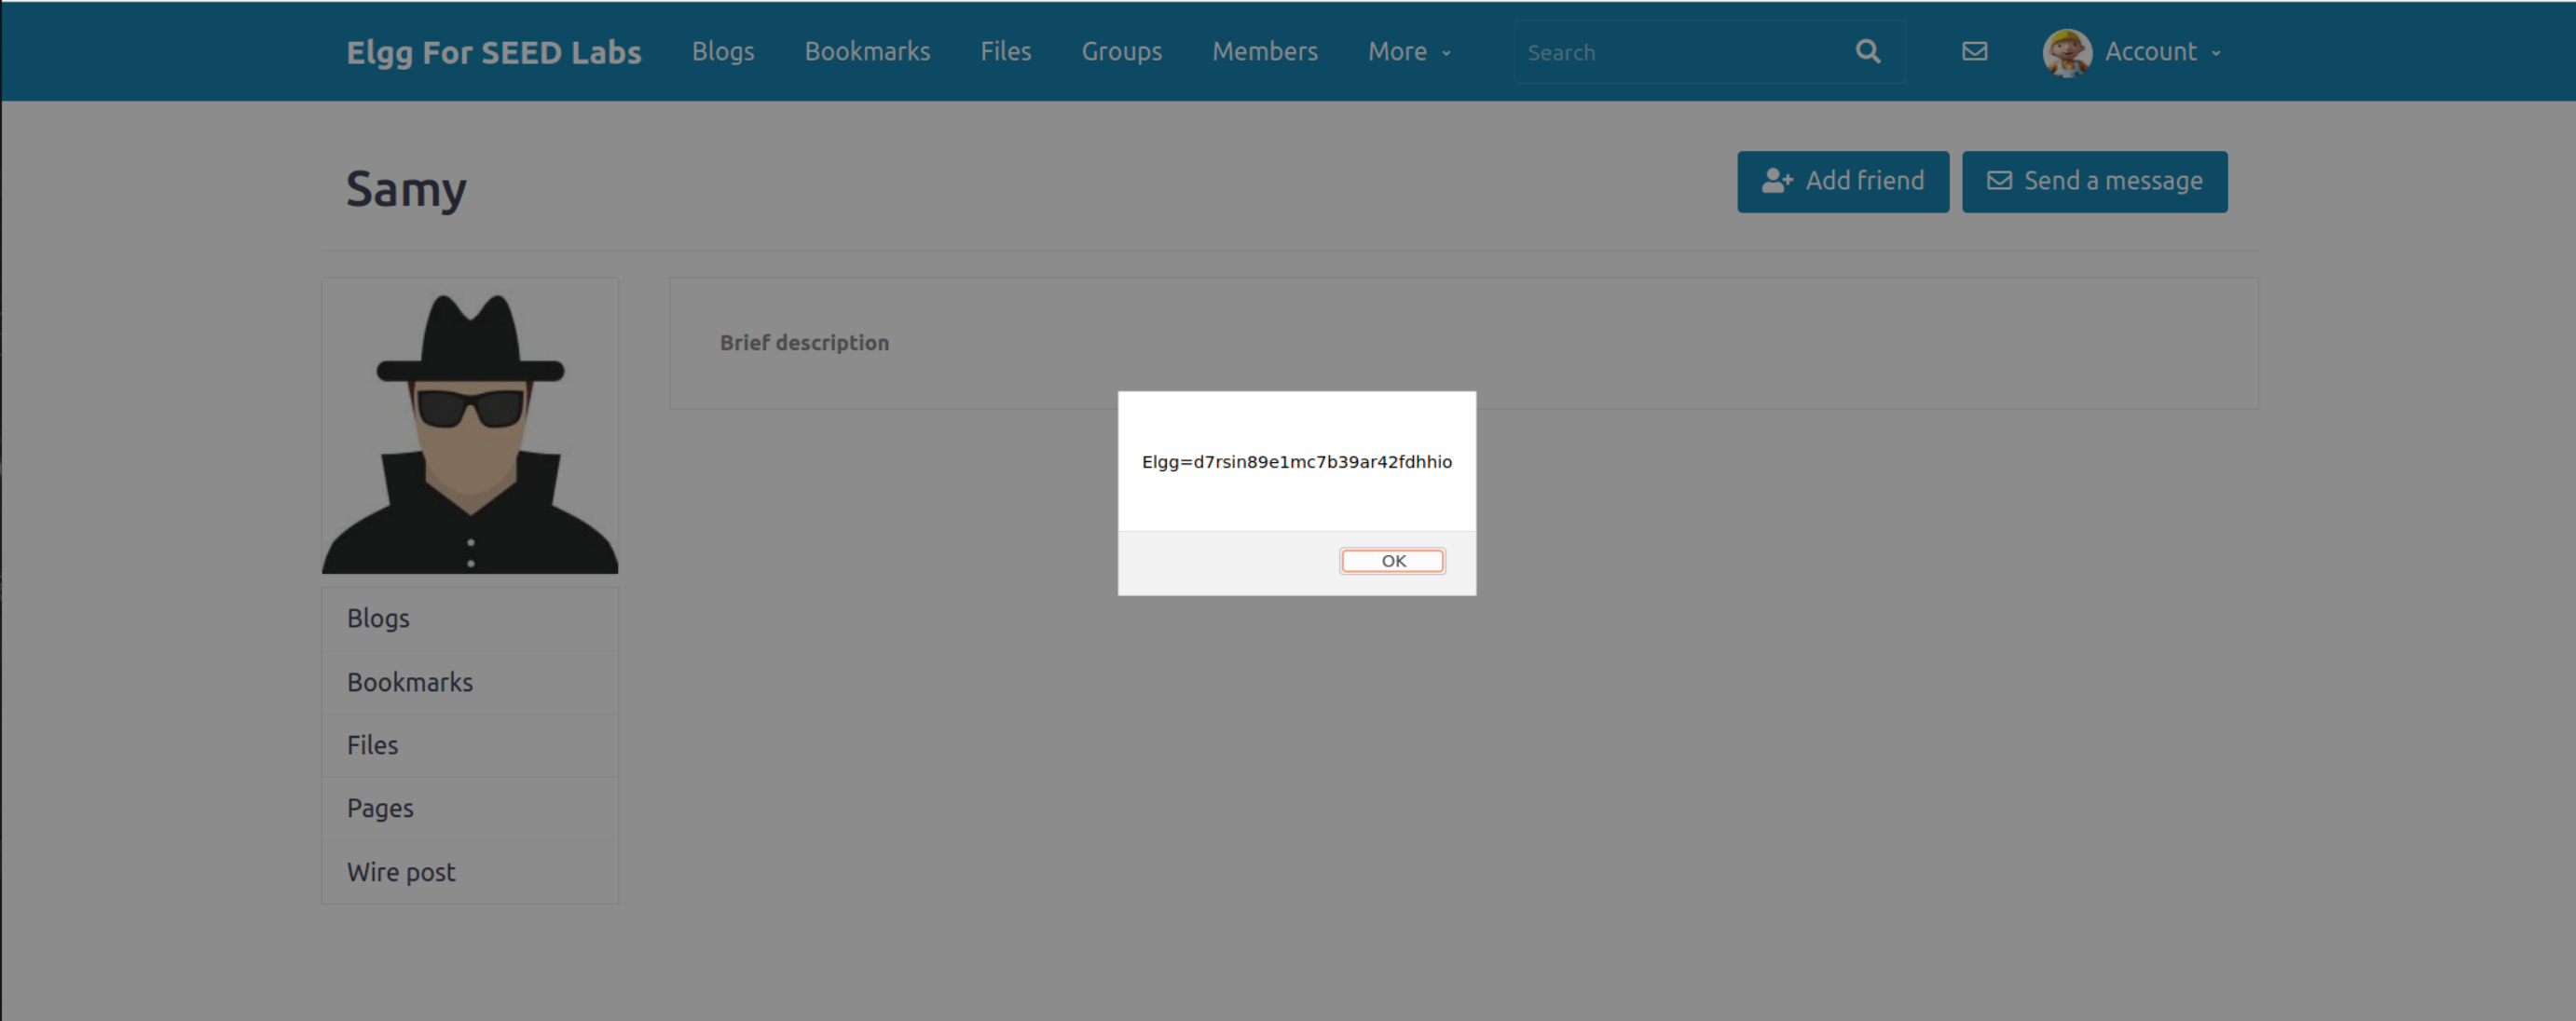 Elgg For SEED Labs Blogs Bookmarks Files Groups Members More Search Account
Samy
Add friend Send a message
Brief description
Elgg=d7rsin89e1mc7b39ar42fdhhio
OK
Blogs
Bookmarks
Files
Pages
Wire post